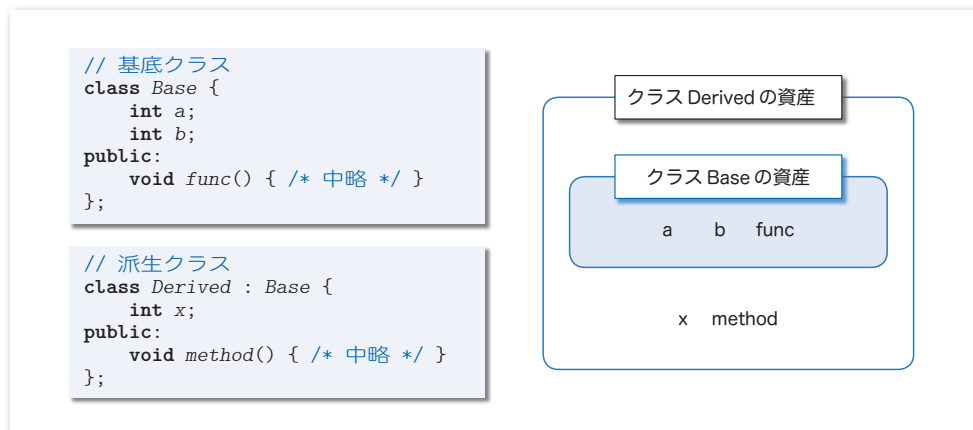 // 基底クラス
class Base {
    int a;
    int b;
public:
    void func() { /* 中略 */ }
};
// 派生クラス
class Derived : Base {
    int x;
public:
    void method() { /* 中略 */ }
};
クラス Derived の資産
クラス Base の資産
a b func
x method